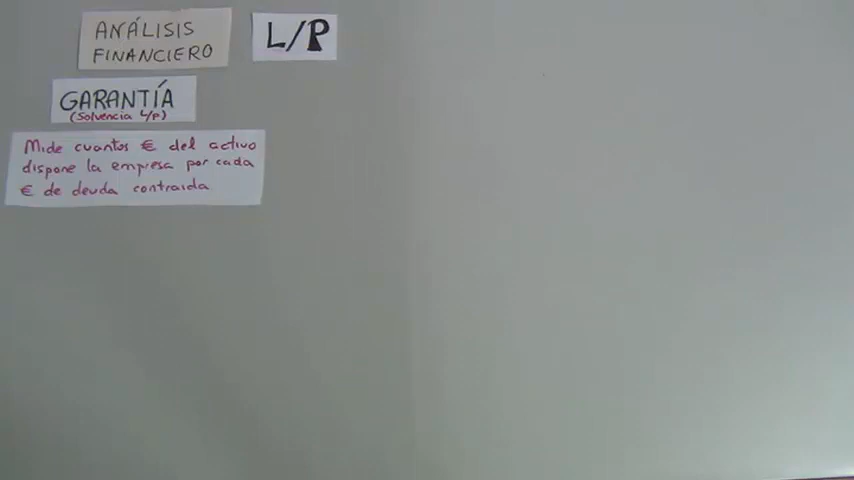 ANÁLISIS
FINANCIERO
L/P
GARANTÍA
(Solvencia L/P)
Mide cuantos € del activo
dispone la empresa por cada
€ de deuda contraida